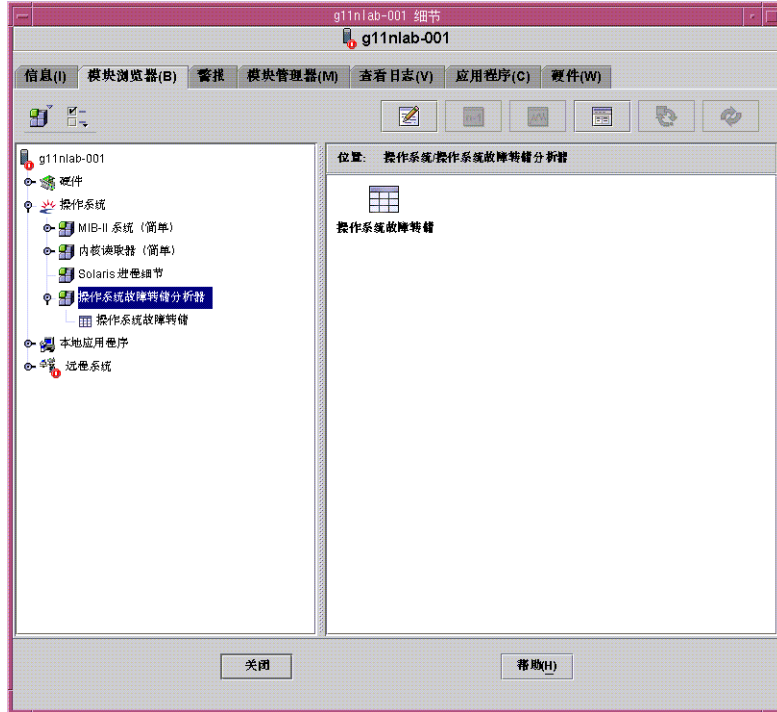 g11nlab-001 细节
g11nlab-001
信息(I) 模块浏览器(B) 警报 模块管理器(M) 查看日志(V) 应用程序(C) 硬件(W)
g11nlab-001
硬件
操作系统
MIB-II 系统（简单）
内核读取器（简单）
Solaris 进程细节
操作系统故障转储分析器
操作系统故障转储
本地应用程序
远程系统
位置: 操作系统/操作系统故障转储分析器
操作系统故障转储
关闭 帮助(H)